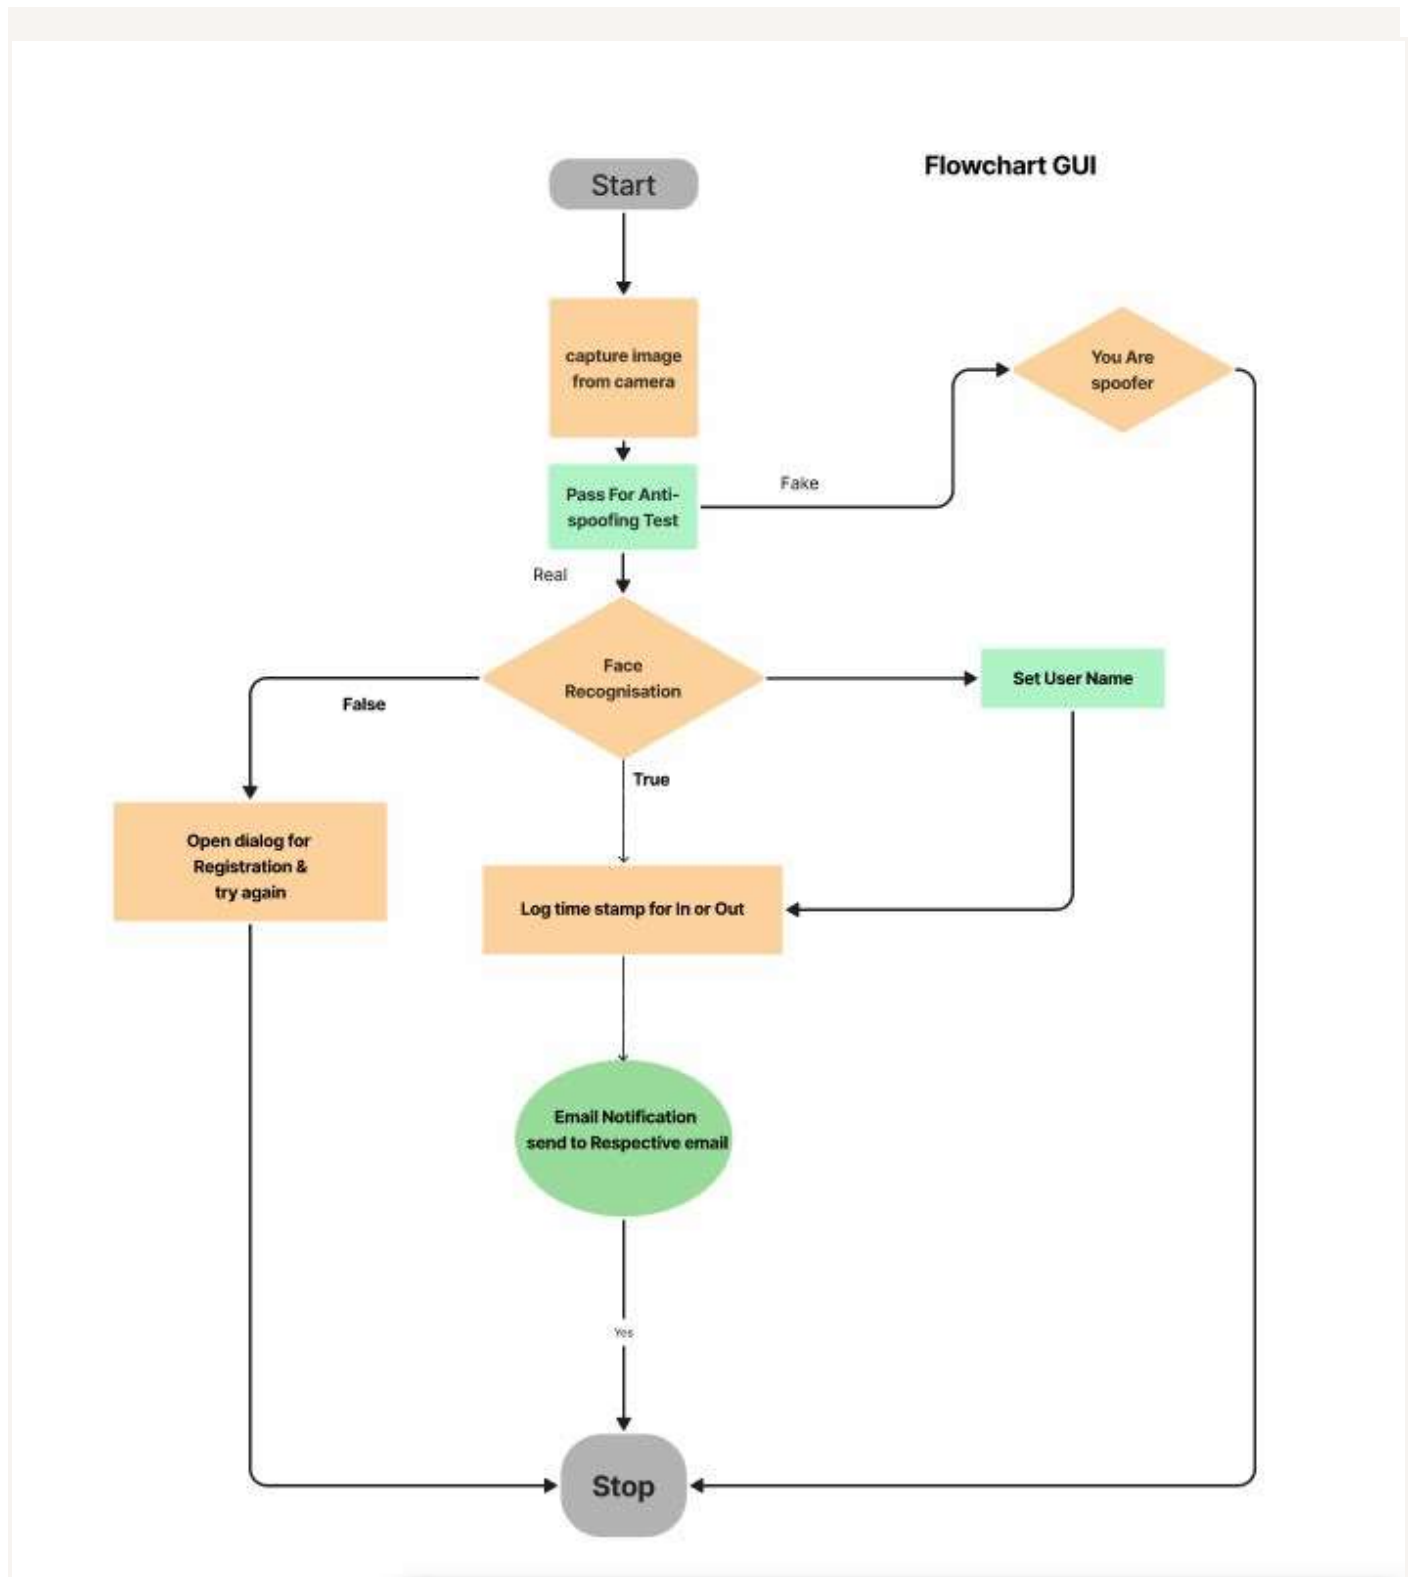 Flowchart GUI
Start
capture image
from camera
You Are
spoofer
Pass For Anti-
spoofing Test
Fake
Real
Face
Recognisation
Set User Name
False
True
Open dialog for
Registration &
try again
Log time stamp for In or Out
Email Notification
send to Respective email
Yes
Stop